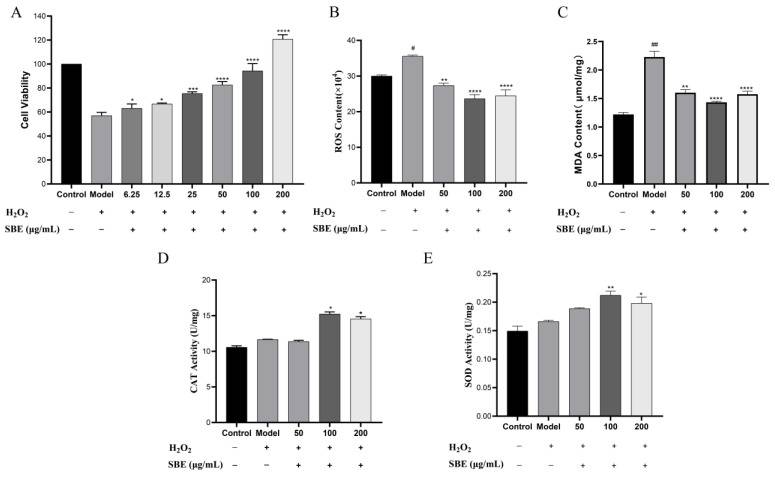 A
B
C
Cell Viability
140
120
100
80
60
40
20
0
* * *** **** **** ****
Control Model 6.25 12.5 25 50 100 200
H₂O₂ – + + + + + + +
SBE (μg/mL) – – + + + + + +
ROS Content(×10⁴)
40
30
20
10
0
# ** **** ****
Control Model 50 100 200
H₂O₂ – + + + +
SBE (μg/mL) – – + + +
MDA Content( μmol/mg)
2.5
2.0
1.5
1.0
0.5
0.0
## ** **** ****
Control Model 50 100 200
H₂O₂ – + + + +
SBE (μg/mL) – – + + +
D
E
CAT Activity (U/mg)
20
15
10
5
0
* *
Control Model 50 100 200
H₂O₂ – + + + +
SBE (μg/mL) – – + + +
SOD Activity (U/mg)
0.25
0.20
0.15
0.10
0.05
0.00
** *
Control Model 50 100 200
H₂O₂ – + + + +
SBE (μg/mL) – – + + +